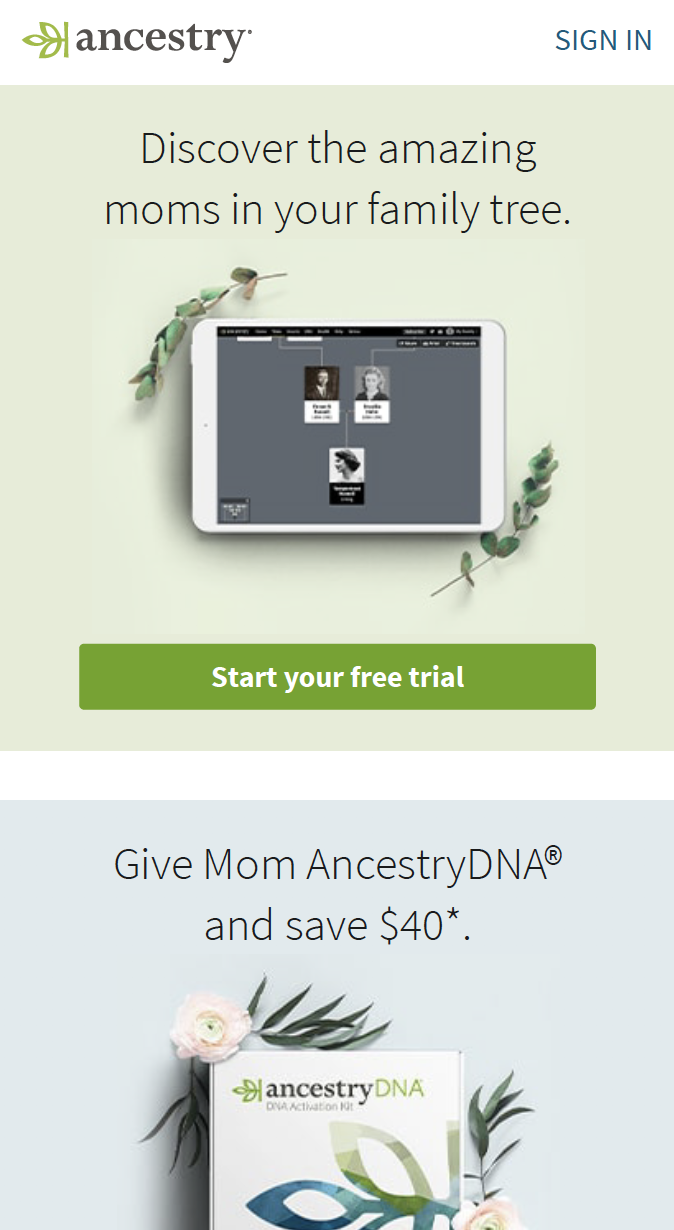 ancestry
SIGN IN
Discover the amazing
moms in your family tree.
Start your free trial
Give Mom AncestryDNA®
and save $40*.
ancestryDNA
DNA Activation Kit